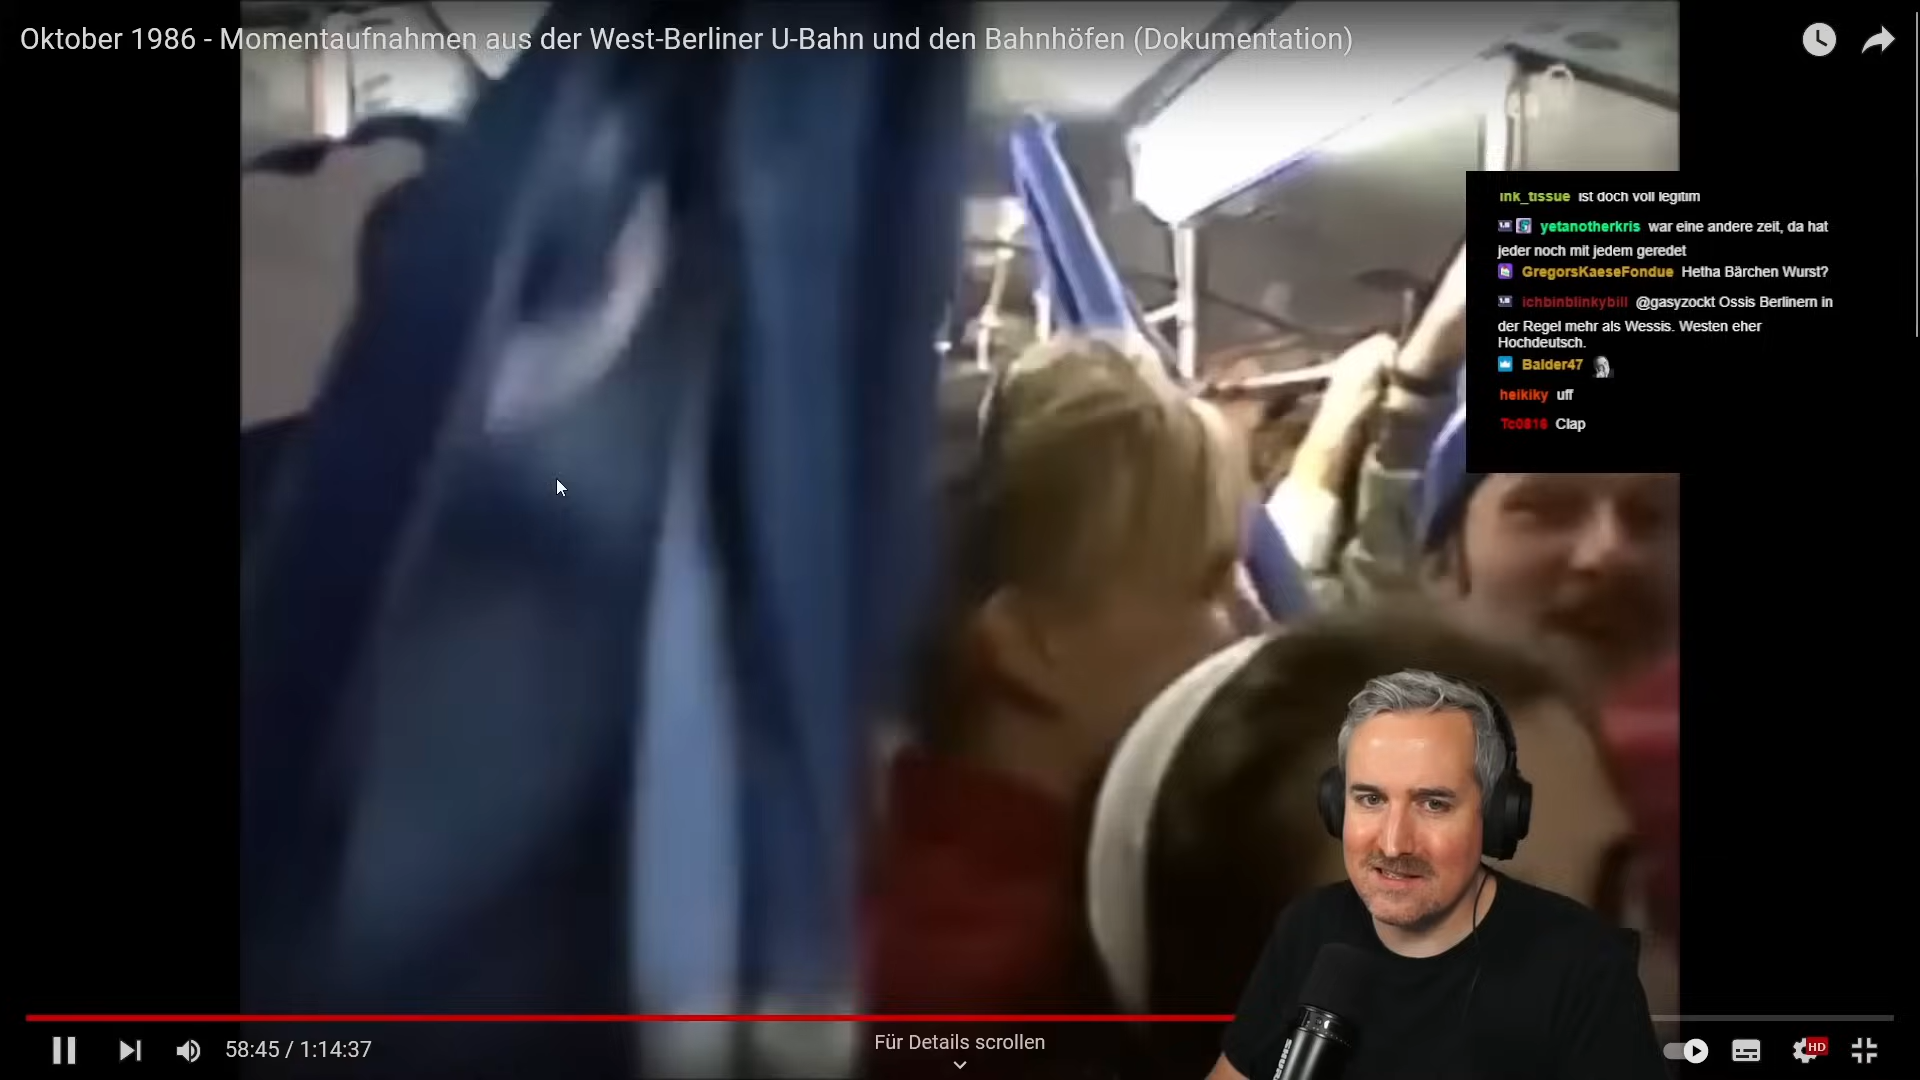 Oktober 1986 - Momentaufnahmen aus der West-Berliner U-Bahn und den Bahnhöfen (Dokumentation)
ink_tissue ist doch voll legitim
yetanotherkris war eine andere zeit, da hat
jeder noch mit jedem geredet
GregorsKaeseFondue Hetha Bärchen Wurst?
ichbinblinkybill @gasyzockt Ossis Berlinern in
der Regel mehr als Wessis. Westen eher
Hochdeutsch.
Balder47
heikiky uff
Tc0816 Clap
58:45 / 1:14:37
Für Details scrollen
HD